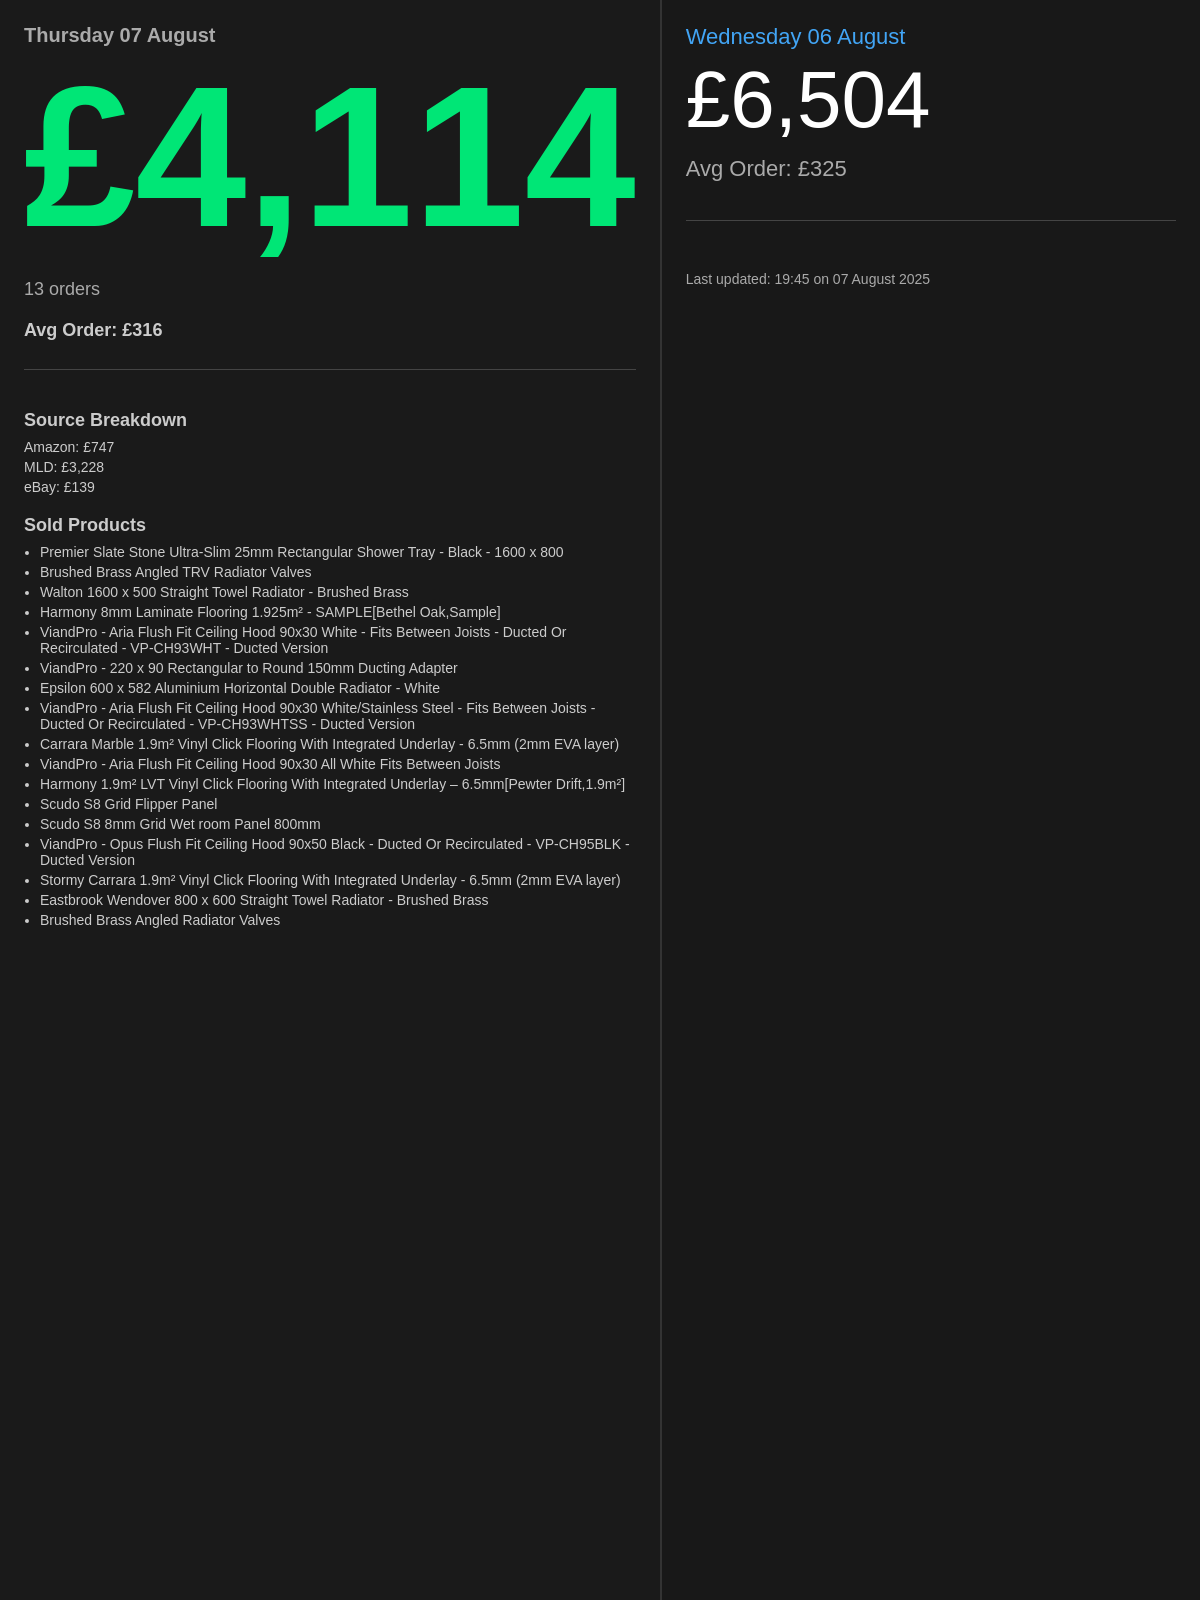 Thursday 07 August
£4,114
13 orders
Avg Order: £316
Source Breakdown
Amazon: £747
MLD: £3,228
eBay: £139
Sold Products
• Premier Slate Stone Ultra-Slim 25mm Rectangular Shower Tray - Black - 1600 x 800
• Brushed Brass Angled TRV Radiator Valves
• Walton 1600 x 500 Straight Towel Radiator - Brushed Brass
• Harmony 8mm Laminate Flooring 1.925m² - SAMPLE[Bethel Oak,Sample]
• ViandPro - Aria Flush Fit Ceiling Hood 90x30 White - Fits Between Joists - Ducted Or
Recirculated - VP-CH93WHT - Ducted Version
• ViandPro - 220 x 90 Rectangular to Round 150mm Ducting Adapter
• Epsilon 600 x 582 Aluminium Horizontal Double Radiator - White
• ViandPro - Aria Flush Fit Ceiling Hood 90x30 White/Stainless Steel - Fits Between Joists -
Ducted Or Recirculated - VP-CH93WHTSS - Ducted Version
• Carrara Marble 1.9m² Vinyl Click Flooring With Integrated Underlay - 6.5mm (2mm EVA layer)
• ViandPro - Aria Flush Fit Ceiling Hood 90x30 All White Fits Between Joists
• Harmony 1.9m² LVT Vinyl Click Flooring With Integrated Underlay – 6.5mm[Pewter Drift,1.9m²]
• Scudo S8 Grid Flipper Panel
• Scudo S8 8mm Grid Wet room Panel 800mm
• ViandPro - Opus Flush Fit Ceiling Hood 90x50 Black - Ducted Or Recirculated - VP-CH95BLK -
Ducted Version
• Stormy Carrara 1.9m² Vinyl Click Flooring With Integrated Underlay - 6.5mm (2mm EVA layer)
• Eastbrook Wendover 800 x 600 Straight Towel Radiator - Brushed Brass
• Brushed Brass Angled Radiator Valves
Wednesday 06 August
£6,504
Avg Order: £325
Last updated: 19:45 on 07 August 2025